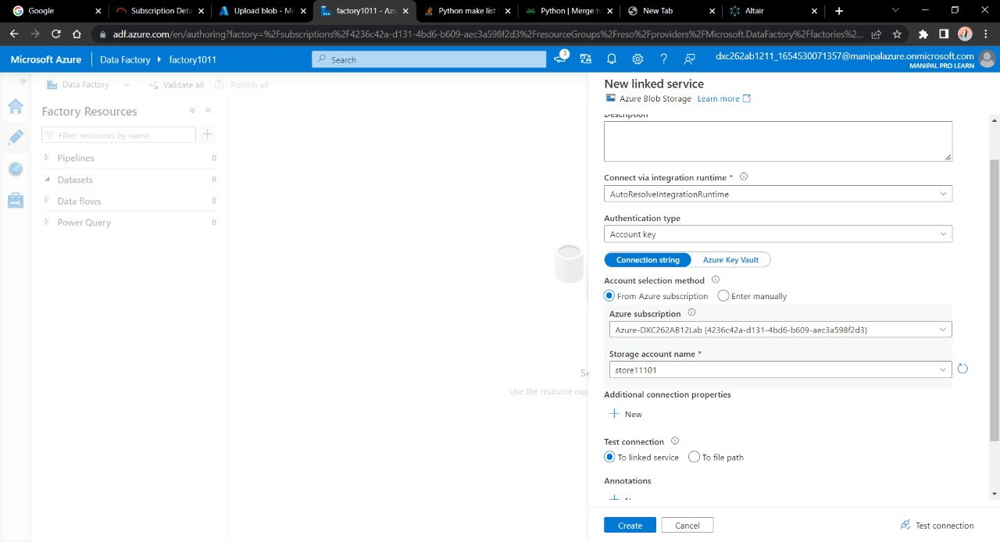 Google
Subscription Deta
Upload blob - Mi
factory1011 - Azu
Python make list
Python | Merge tw
New Tab
Altair
adf.azure.com/en/authoring?factory=%2Fsubscriptions%2F4236c42a-d131-4bd6-b609-aec3a598f2d3%2FresourceGroups%2Freso%2Fproviders%2FMicrosoft.DataFactory%2Ffactories%2...
Microsoft Azure
Data Factory
factory1011
Search
3
dxc262ab1211_1654530071357@manipalazure.onmicrosoft.com
MANIPAL PRO LEARN
Data Factory
Validate all
Publish all
Factory Resources
Filter resources by name
Pipelines 0
Datasets 0
Data flows 0
Power Query 0
Se
Use the resource exp
New linked service
Azure Blob Storage Learn more
Description
Connect via integration runtime *
AutoResolveIntegrationRuntime
Authentication type
Account key
Connection string Azure Key Vault
Account selection method
From Azure subscription Enter manually
Azure subscription
Azure-DXC262AB12Lab (4236c42a-d131-4bd6-b609-aec3a598f2d3)
Storage account name *
store11101
Additional connection properties
New
Test connection
To linked service To file path
Annotations
Create Cancel Test connection